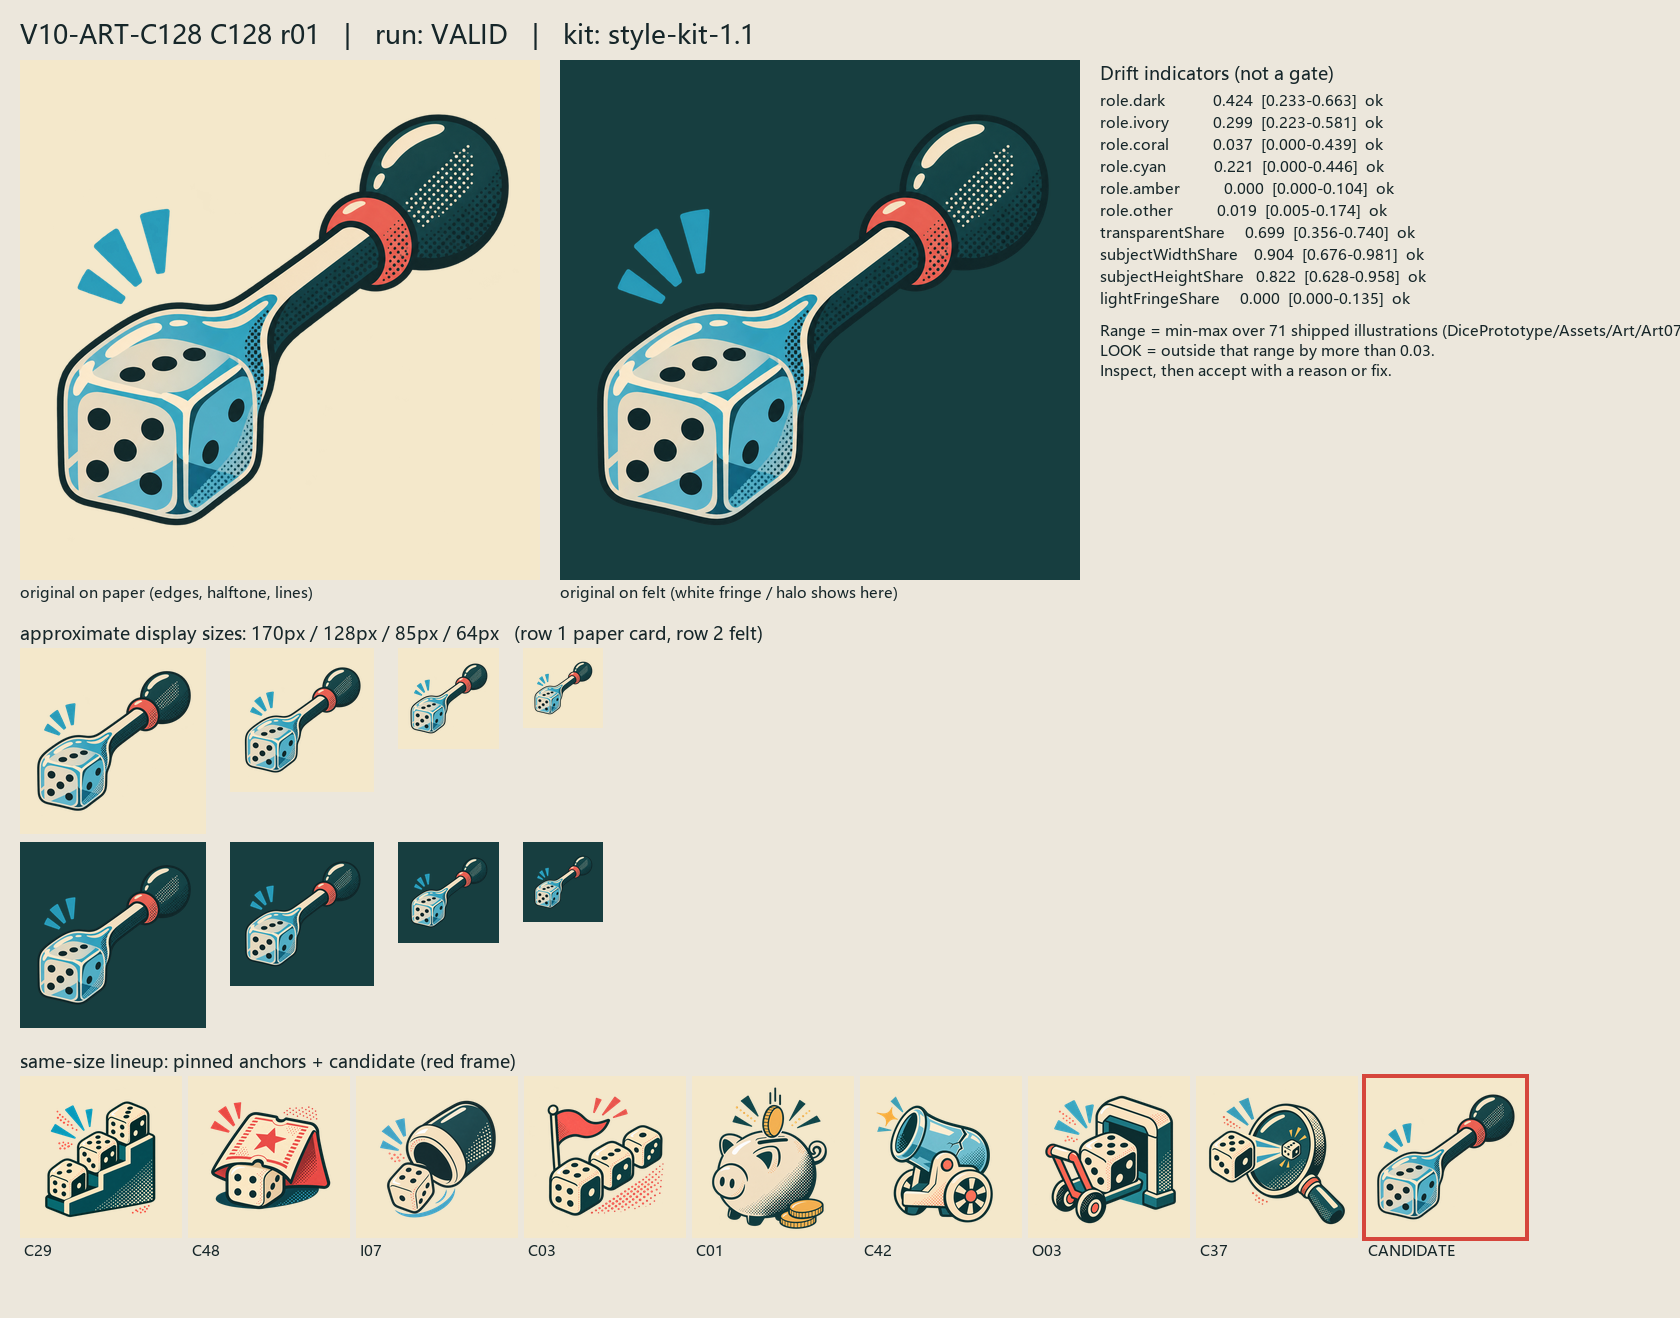 V10-ART-C128 C128 r01   |   run: VALID   |   kit: style-kit-1.1
Drift indicators (not a gate)
role.dark 0.424 [0.233-0.663] ok
role.ivory 0.299 [0.223-0.581] ok
role.coral 0.037 [0.000-0.439] ok
role.cyan 0.221 [0.000-0.446] ok
role.amber 0.000 [0.000-0.104] ok
role.other 0.019 [0.005-0.174] ok
transparentShare 0.699 [0.356-0.740] ok
subjectWidthShare 0.904 [0.676-0.981] ok
subjectHeightShare 0.822 [0.628-0.958] ok
lightFringeShare 0.000 [0.000-0.135] ok
Range = min-max over 71 shipped illustrations (DicePrototype/Assets/Art/Art07
LOOK = outside that range by more than 0.03.
Inspect, then accept with a reason or fix.
original on paper (edges, halftone, lines)
original on felt (white fringe / halo shows here)
approximate display sizes: 170px / 128px / 85px / 64px   (row 1 paper card, row 2 felt)
same-size lineup: pinned anchors + candidate (red frame)
C29
C48
I07
C03
C01
C42
O03
C37
CANDIDATE